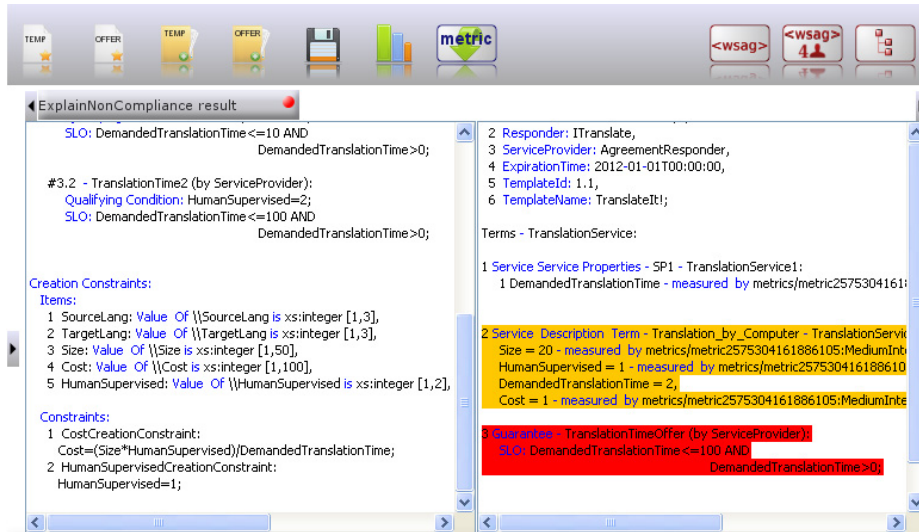 TEMP
OFFER
TEMP
OFFER
metric
<wsag>
<wsag>
4
ExplainNonCompliance result
SLO: DemandedTranslationTime<=10 AND
DemandedTranslationTime>0;
#3.2 - TranslationTime2 (by ServiceProvider):
Qualifying Condition: HumanSupervised=2;
SLO: DemandedTranslationTime<=100 AND
DemandedTranslationTime>0;
Creation Constraints:
Items:
1 SourceLang: Value Of \\SourceLang is xs:integer [1,3],
2 TargetLang: Value Of \\TargetLang is xs:integer [1,3],
3 Size: Value Of \\Size is xs:integer [1,50],
4 Cost: Value Of \\Cost is xs:integer [1,100],
5 HumanSupervised: Value Of \\HumanSupervised is xs:integer [1,2],
Constraints:
1 CostCreationConstraint:
Cost=(Size*HumanSupervised)/DemandedTranslationTime;
2 HumanSupervisedCreationConstraint:
HumanSupervised=1;
2 Responder: ITranslate,
3 ServiceProvider: AgreementResponder,
4 ExpirationTime: 2012-01-01T00:00:00,
5 TemplateId: 1.1,
6 TemplateName: TranslateIt!;
Terms - TranslationService:
1 Service Service Properties - SP1 - TranslationService1:
1 DemandedTranslationTime - measured by metrics/metric2575304161
2 Service Description Term - Translation_by_Computer - TranslationServic
Size = 20 - measured by metrics/metric2575304161886105:MediumInte
HumanSupervised = 1 - measured by metrics/metric257530416188610
DemandedTranslationTime = 2,
Cost = 1 - measured by metrics/metric2575304161886105:MediumInte
3 Guarantee - TranslationTimeOffer (by ServiceProvider):
SLO: DemandedTranslationTime<=100 AND
DemandedTranslationTime>0;